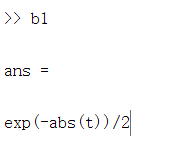 >> b1
ans =
exp(-abs(t))/2